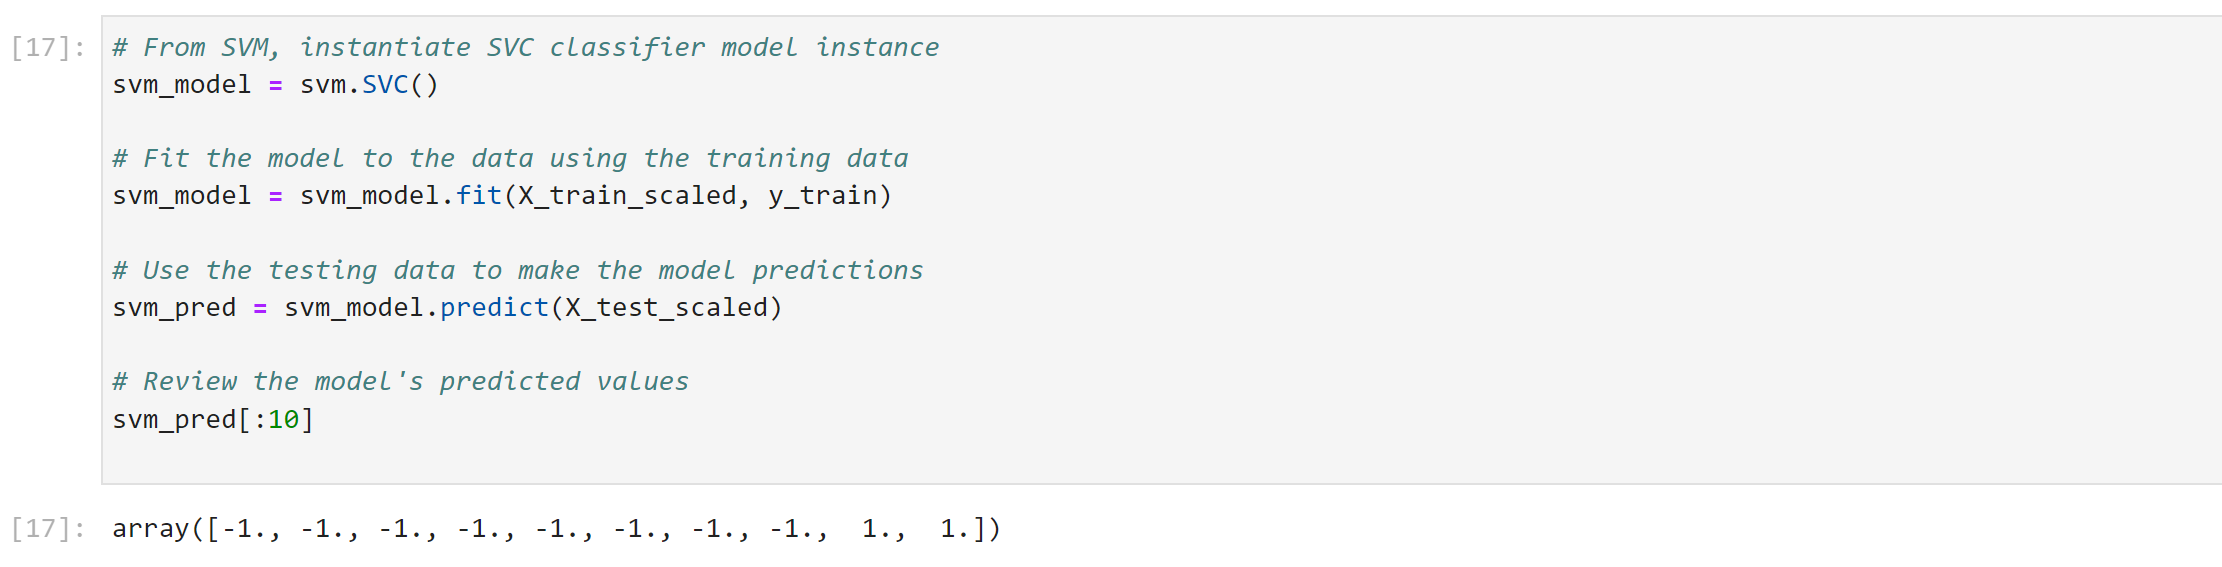 [17]: # From SVM, instantiate SVC classifier model instance
svm_model = svm.SVC()
# Fit the model to the data using the training data
svm_model = svm_model.fit(X_train_scaled, y_train)
# Use the testing data to make the model predictions
svm_pred = svm_model.predict(X_test_scaled)
# Review the model's predicted values
svm_pred[:10]
[17]: array([-1., -1., -1., -1., -1., -1., -1., -1.,  1.,  1.])